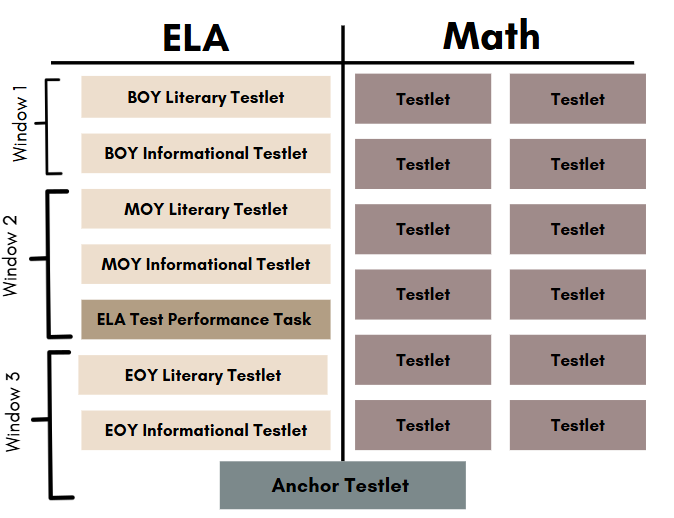 ELA
Math
Window 1
BOY Literary Testlet
Testlet
Testlet
BOY Informational Testlet
Testlet
Testlet
Window 2
MOY Literary Testlet
Testlet
Testlet
MOY Informational Testlet
Testlet
Testlet
ELA Test Performance Task
Window 3
EOY Literary Testlet
Testlet
Testlet
EOY Informational Testlet
Testlet
Testlet
Anchor Testlet